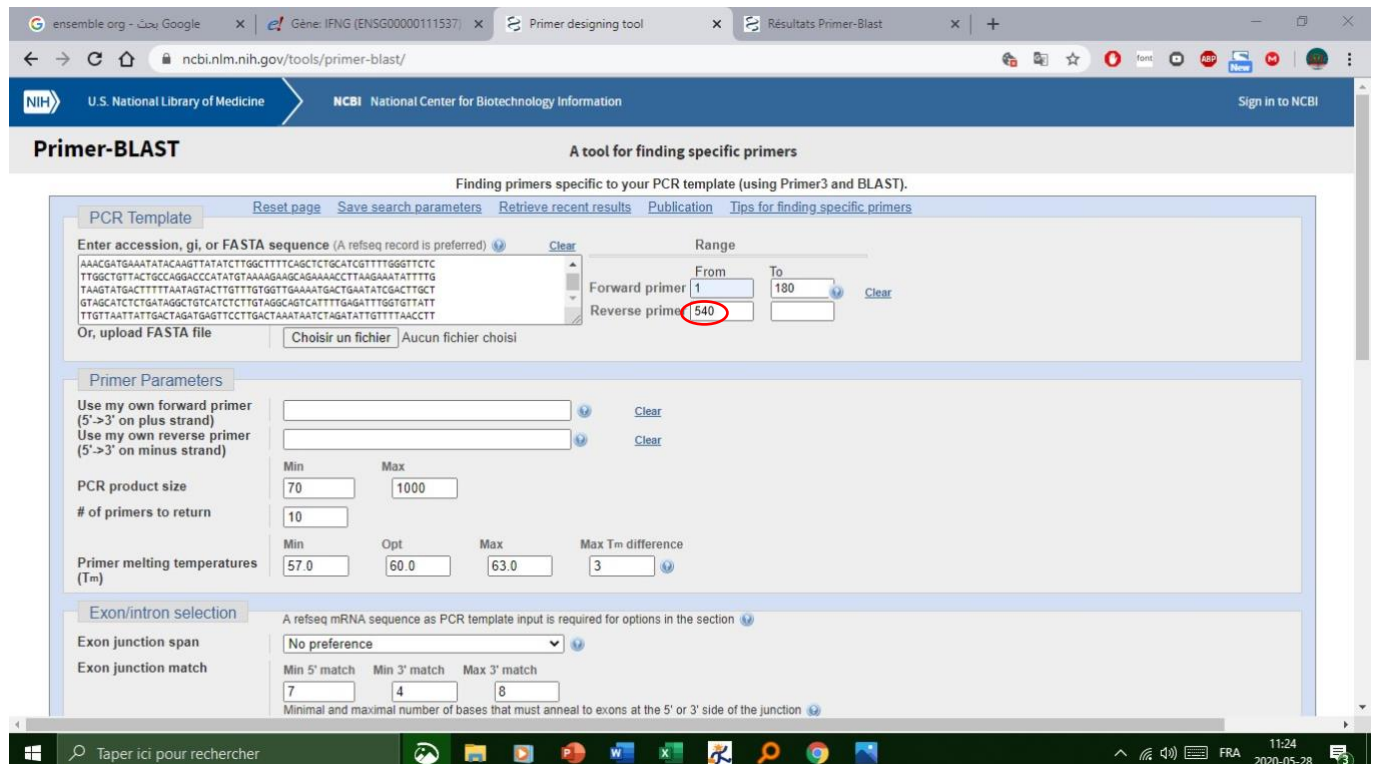 ensemble org - بحث Google
Gène: IFNG (ENSG00000111537)
Primer designing tool
Résultats Primer-Blast
ncbi.nlm.nih.gov/tools/primer-blast/
font
ABP
New
NIH
U.S. National Library of Medicine
NCBI National Center for Biotechnology Information
Sign in to NCBI
Primer-BLAST
A tool for finding specific primers
Finding primers specific to your PCR template (using Primer3 and BLAST).
PCR Template
Reset page Save search parameters Retrieve recent results Publication Tips for finding specific primers
Enter accession, gi, or FASTA sequence (A refseq record is preferred) Clear
Range
AAACGATGAAATATACAAGTTATATCTTGGCTTTTCAGCTCTGCATCGTTTTGGGTTCTC
TTGGCTGTTACTGCCAGGACCCATATGTAAAAGAAGCAGAAAACCTTAAGAAATATTTTG
TAAGTATGACTTTTTAATAGTACTTGTTTGTGGTTGAAAATGACTGAATATCGACTTGCT
GTAGCATCTCTGATAGGCTGTCATCTCTTGTAGGCAGTCATTTTGAGATTTGGTGTTATT
TTGTTAATTATTGACTAGATGAGTTCCTTGACTAAATAATCTAGATATTGTTTTAACCTT
From To
Forward primer 1 180 Clear
Reverse primer 540
Or, upload FASTA file
Choisir un fichier Aucun fichier choisi
Primer Parameters
Use my own forward primer
(5'->3' on plus strand)
Clear
Use my own reverse primer
(5'->3' on minus strand)
Clear
Min Max
PCR product size 70 1000
# of primers to return 10
Min Opt Max Max Tm difference
Primer melting temperatures
(Tm)
57.0 60.0 63.0 3
Exon/intron selection
A refseq mRNA sequence as PCR template input is required for options in the section
Exon junction span No preference
Exon junction match Min 5' match Min 3' match Max 3' match
7 4 8
Minimal and maximal number of bases that must anneal to exons at the 5' or 3' side of the junction
Taper ici pour rechercher
FRA
11:24
2020-05-28
3